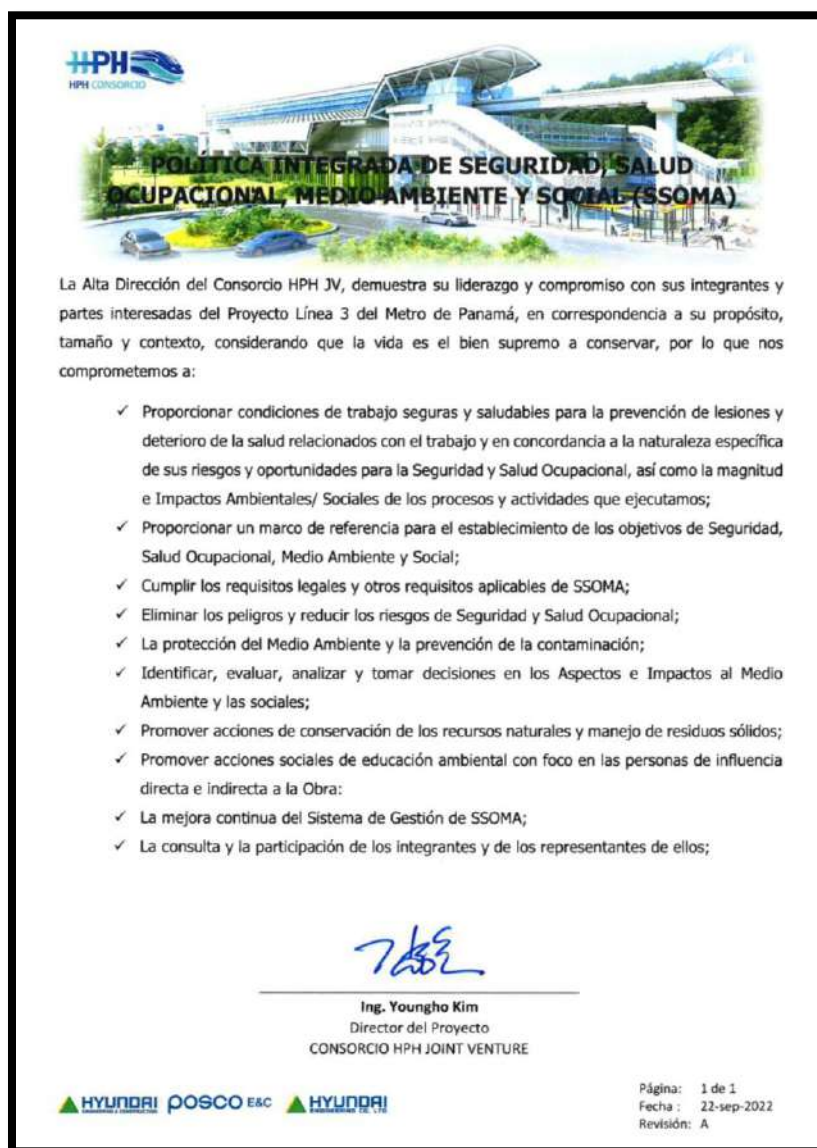 HPH
HPH CONSORCIO
POLÍTICA INTEGRADA DE SEGURIDAD, SALUD
OCUPACIONAL, MEDIO AMBIENTE Y SOCIAL (SSOMA)
La Alta Dirección del Consorcio HPH JV, demuestra su liderazgo y compromiso con sus integrantes y
partes interesadas del Proyecto Línea 3 del Metro de Panamá, en correspondencia a su propósito,
tamaño y contexto, considerando que la vida es el bien supremo a conservar, por lo que nos
comprometemos a:
✓ Proporcionar condiciones de trabajo seguras y saludables para la prevención de lesiones y
deterioro de la salud relacionados con el trabajo y en concordancia a la naturaleza específica
de sus riesgos y oportunidades para la Seguridad y Salud Ocupacional, así como la magnitud
e Impactos Ambientales/ Sociales de los procesos y actividades que ejecutamos;
✓ Proporcionar un marco de referencia para el establecimiento de los objetivos de Seguridad,
Salud Ocupacional, Medio Ambiente y Social;
✓ Cumplir los requisitos legales y otros requisitos aplicables de SSOMA;
✓ Eliminar los peligros y reducir los riesgos de Seguridad y Salud Ocupacional;
✓ La protección del Medio Ambiente y la prevención de la contaminación;
✓ Identificar, evaluar, analizar y tomar decisiones en los Aspectos e Impactos al Medio
Ambiente y las sociales;
✓ Promover acciones de conservación de los recursos naturales y manejo de residuos sólidos;
✓ Promover acciones sociales de educación ambiental con foco en las personas de influencia
directa e indirecta a la Obra:
✓ La mejora continua del Sistema de Gestión de SSOMA;
✓ La consulta y la participación de los integrantes y de los representantes de ellos;
Ing. Youngho Kim
Director del Proyecto
CONSORCIO HPH JOINT VENTURE
HYUNDAI posco E&C HYUNDAI
ENGINEERING & CONSTRUCTION ENGINEERING CO., LTD
Página: 1 de 1
Fecha : 22-sep-2022
Revisión: A